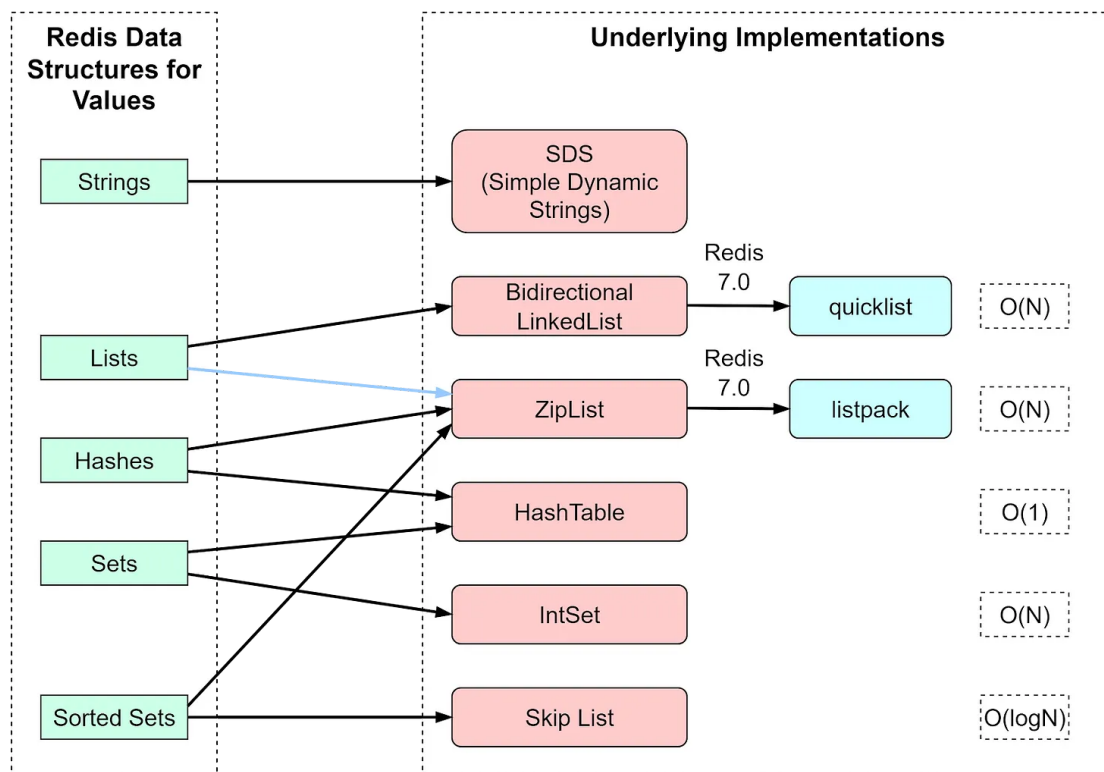 Redis Data
Structures for
Values
Underlying Implementations
Strings
SDS
(Simple Dynamic
Strings)
Lists
Bidirectional
LinkedList
Redis
7.0
quicklist
O(N)
ZipList
Redis
7.0
listpack
O(N)
Hashes
HashTable
O(1)
Sets
IntSet
O(N)
Sorted Sets
Skip List
O(logN)